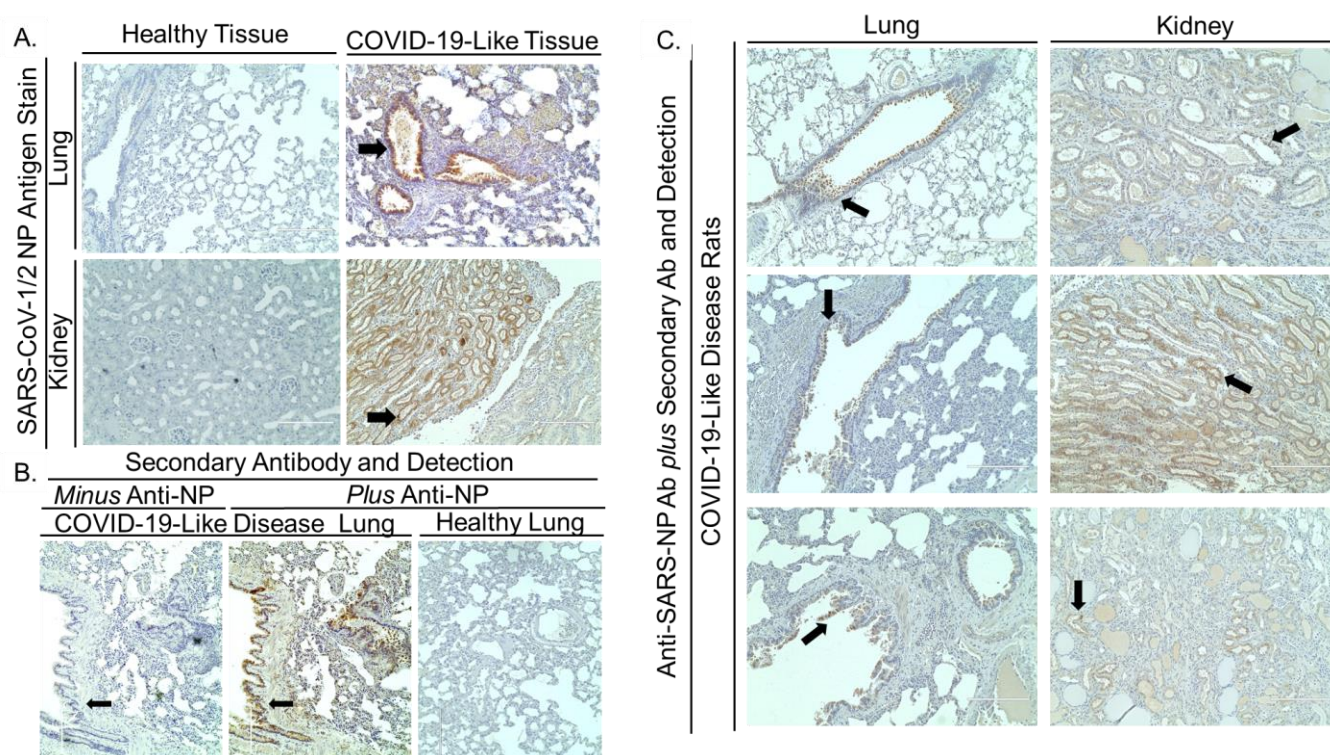 A.
Healthy Tissue
COVID-19-Like Tissue
SARS-CoV-1/2 NP Antigen Stain
Lung
Kidney
B.
Secondary Antibody and Detection
Minus Anti-NP
Plus Anti-NP
COVID-19-Like Disease Lung
Healthy Lung
C.
Lung
Kidney
Anti-SARS-NP Ab plus Secondary Ab and Detection
COVID-19-Like Disease Rats